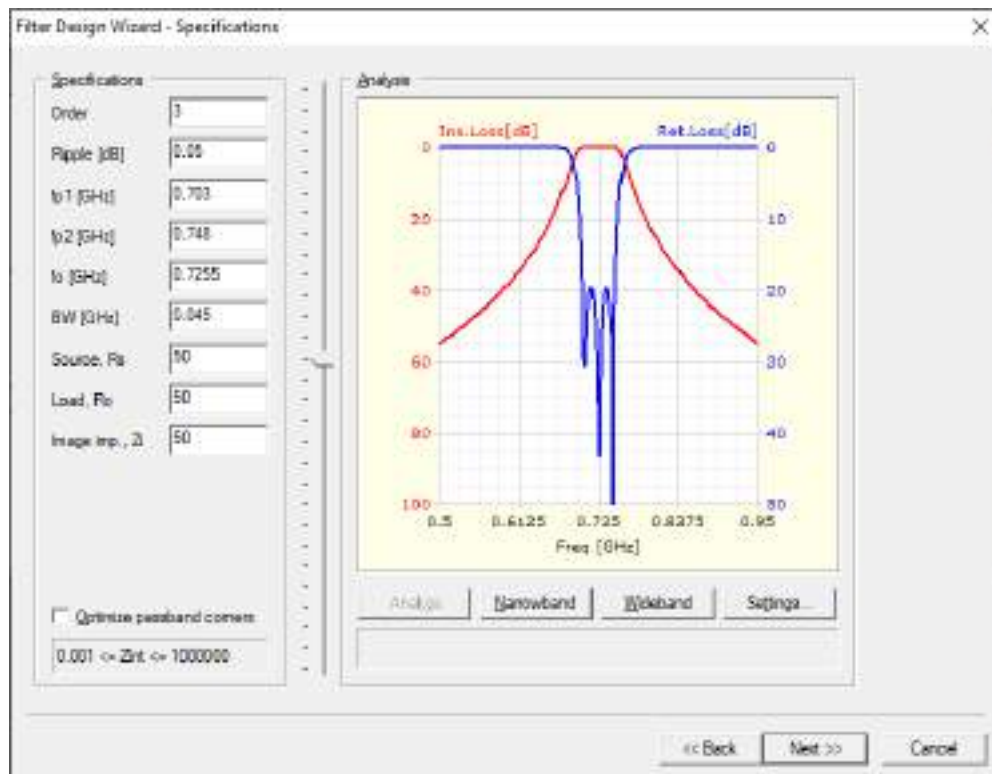 Filter Design Wizard - Specifications
Specifications
Order 3
Ripple [dB] 0.05
fp1 [GHz] 0.703
fp2 [GHz] 0.748
fo [GHz] 0.7255
BW [GHz] 0.045
Source, Rs 50
Load, Ro 50
Image imp., Zi 50
Optimize passband corners
0.001 <= Zint <= 1000000
Analysis
Ins.Loss[dB] Ret.Loss[dB]
0 0
20 10
40 20
60 30
80 40
100 50
0.5 0.6125 0.725 0.8375 0.95
Freq [GHz]
Analyze Narrowband Wideband Settings...
<< Back Next >> Cancel